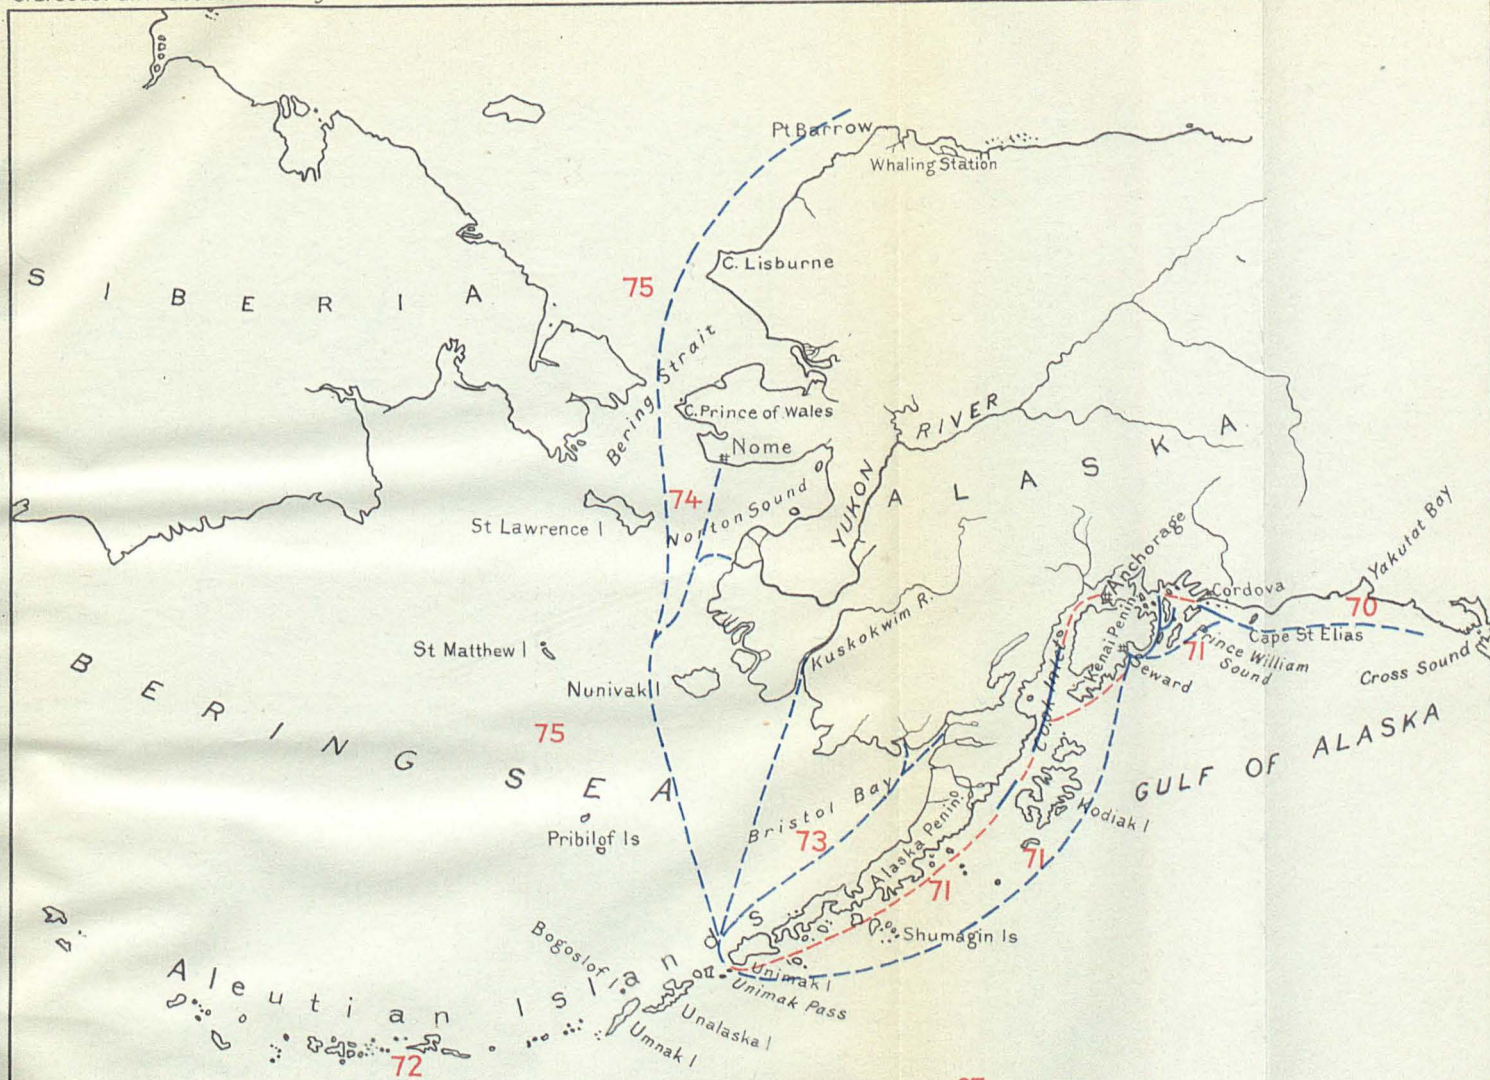 Pt Barrow
Whaling Station
C. Lisburne
SIBERIA
75
Bering Strait
C. Prince of Wales
Nome
YUKON RIVER
ALASKA
74
Norton Sound
St Lawrence I
Anchorage
Yakutat Bay
Cordova
70
Kuskokwim R.
Kenai Penin
Cape St Elias
Prince William
Sound
71
Cross Sound
Seward
Cook Inlet
St Matthew I
Nunivak I
BERING SEA
75
GULF OF ALASKA
Bristol Bay
73
Kodiak I
71
Pribilof Is
Alaska Penin.
71
Shumagin Is
Bogoslof I.
Aleutian Islands
Unimak I
Unimak Pass
Unalaska I
Umnak I
72